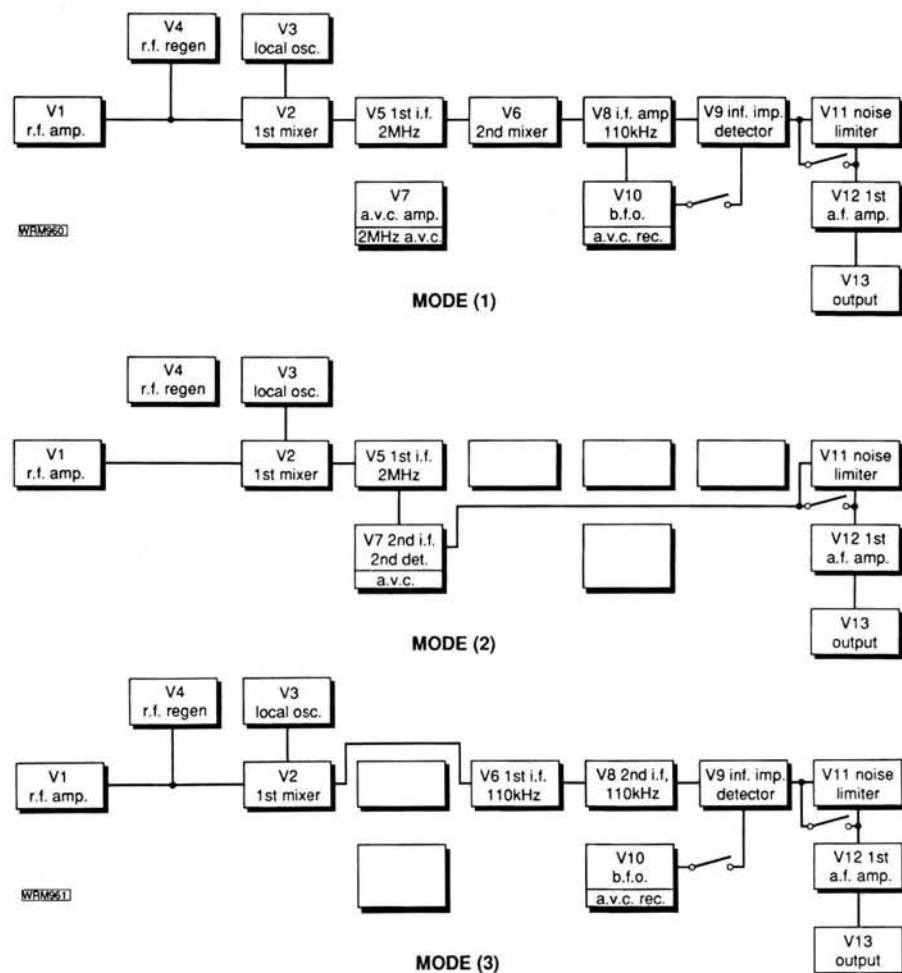 V4
r.f. regen
V3
local osc.
V1
r.f. amp.
V2
1st mixer
V5 1st i.f.
2MHz
V6
2nd mixer
V8 i.f. amp
110kHz
V9 inf. imp.
detector
V11 noise
limiter
V7
a.v.c. amp.
2MHz a.v.c.
V10
b.f.o.
a.v.c. rec.
V12 1st
a.f. amp.
WRM960
V13
output
MODE (1)
V4
r.f. regen
V3
local osc.
V1
r.f. amp.
V2
1st mixer
V5 1st i.f.
2MHz
V11 noise
limiter
V7 2nd i.f.
2nd det.
a.v.c.
V12 1st
a.f. amp.
V13
output
MODE (2)
V4
r.f. regen
V3
local osc.
V1
r.f. amp.
V2
1st mixer
V6 1st i.f.
110kHz
V8 2nd i.f,
110kHz
V9 inf. imp.
detector
V11 noise
limiter
V10
b.f.o.
a.v.c. rec.
V12 1st
a.f. amp.
WRM961
V13
output
MODE (3)